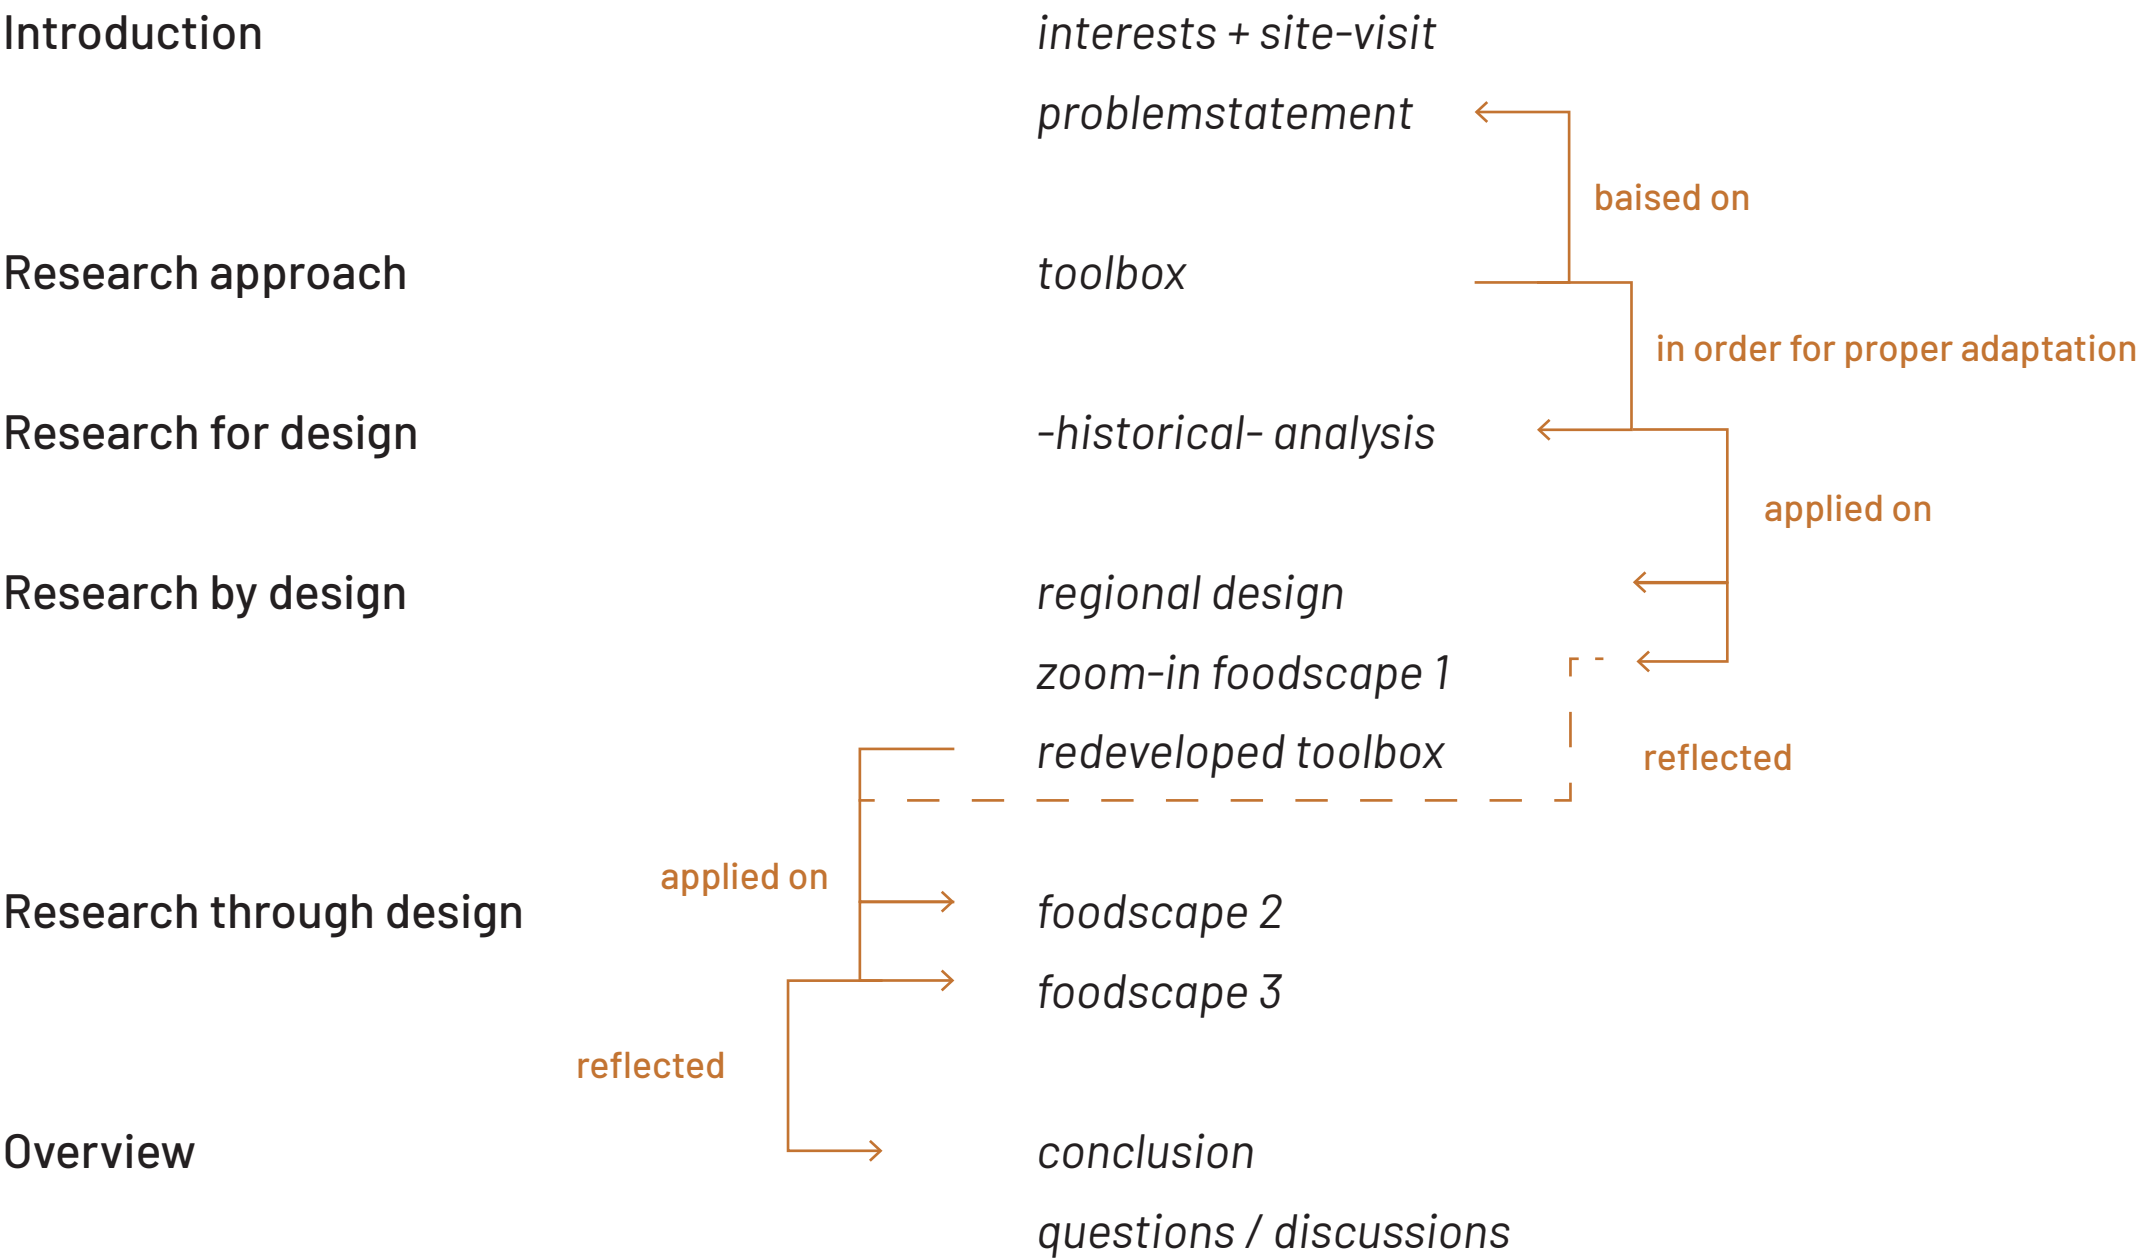 Introduction
interests + site-visit
problemstatement
baised on
Research approach
toolbox
in order for proper adaptation
Research for design
-historical- analysis
applied on
Research by design
regional design
zoom-in foodscape 1
redeveloped toolbox
reflected
applied on
Research through design
foodscape 2
foodscape 3
reflected
Overview
conclusion
questions / discussions